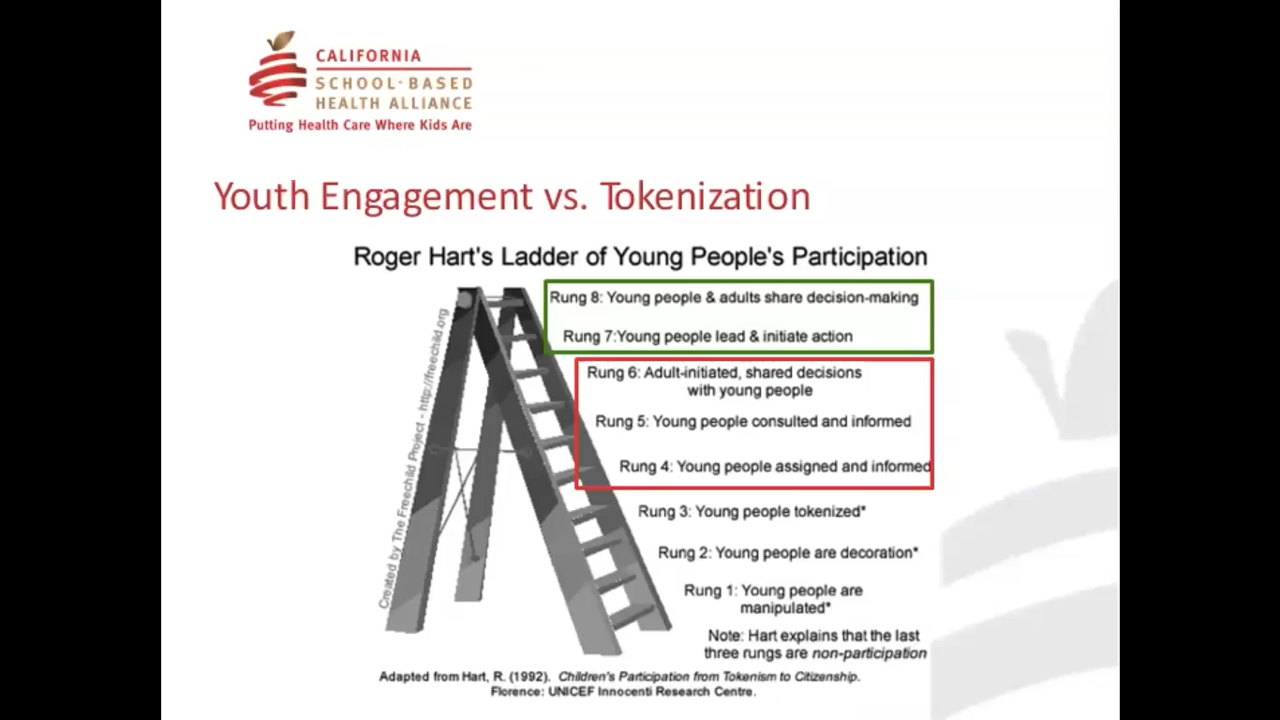 CALIFORNIA
SCHOOL-BASED
HEALTH ALLIANCE
Putting Health Care Where Kids Are
Youth Engagement vs. Tokenization
Roger Hart's Ladder of Young People's Participation
Rung 8: Young people & adults share decision-making
Rung 7:Young people lead & initiate action
Rung 6: Adult-initiated, shared decisions
with young people
Rung 5: Young people consulted and informed
Rung 4: Young people assigned and informed
Rung 3: Young people tokenized*
Rung 2: Young people are decoration*
Rung 1: Young people are
manipulated*
Note: Hart explains that the last
three rungs are non-participation
Created by The Freechild Project - http://freechild.org
Adapted from Hart, R. (1992). Children's Participation from Tokenism to Citizenship.
Florence: UNICEF Innocenti Research Centre.